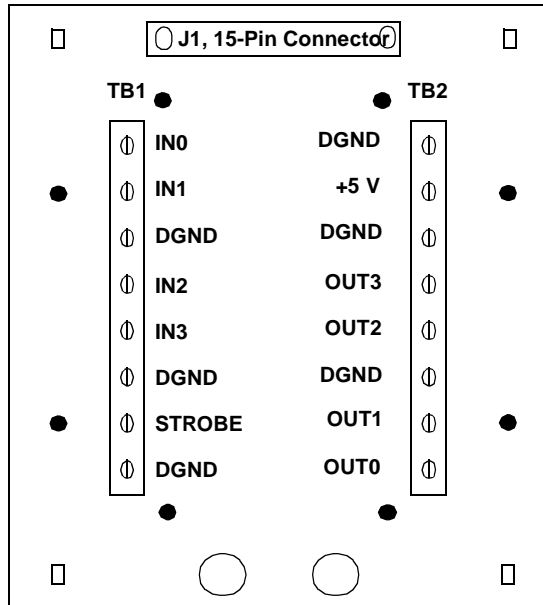 J1, 15-Pin Connector
TB1
TB2
IN0
DGND
IN1
+5 V
DGND
DGND
IN2
OUT3
IN3
OUT2
DGND
DGND
STROBE
OUT1
DGND
OUT0